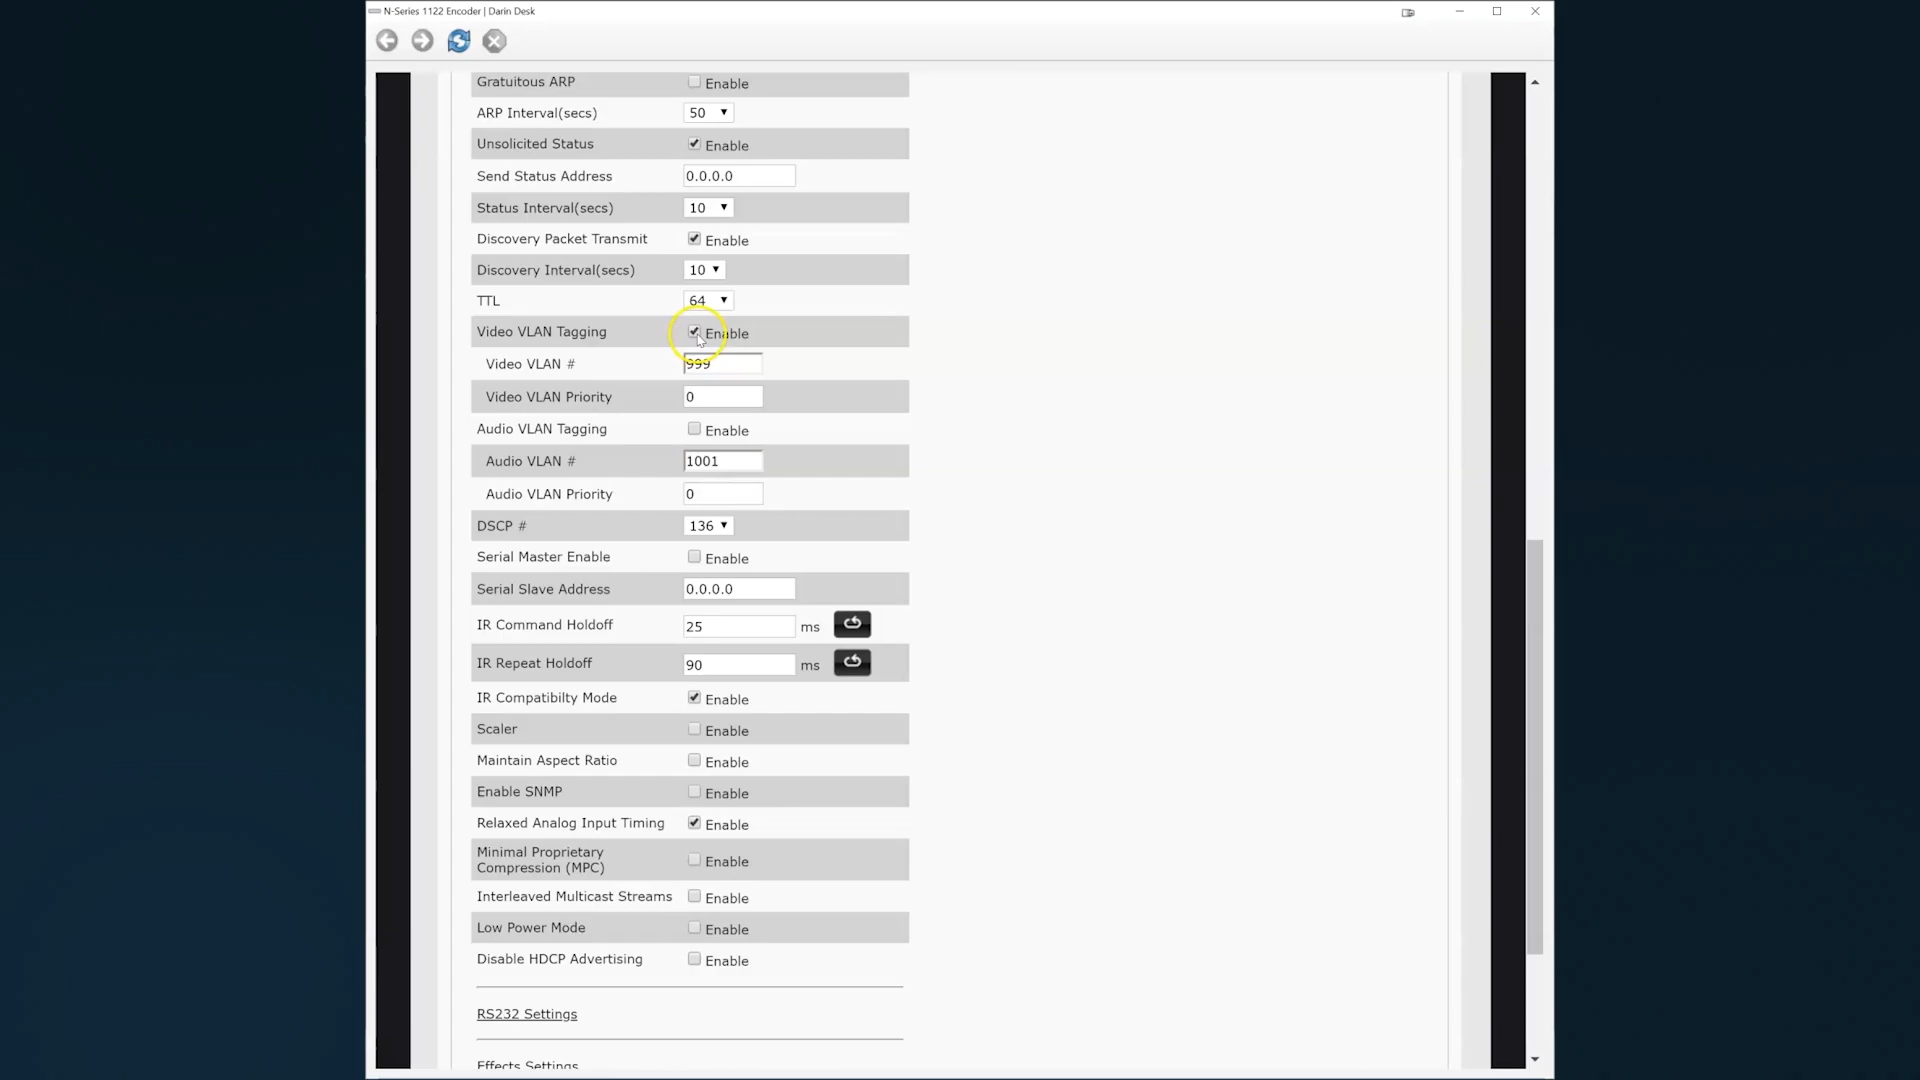 N-Series 1122 Encoder | Darin Desk
Gratuitous ARP Enable
ARP Interval(secs) 50
Unsolicited Status Enable
Send Status Address 0.0.0.0
Status Interval(secs) 10
Discovery Packet Transmit Enable
Discovery Interval(secs) 10
TTL 64
Video VLAN Tagging Enable
Video VLAN # 999
Video VLAN Priority 0
Audio VLAN Tagging Enable
Audio VLAN # 1001
Audio VLAN Priority 0
DSCP # 136
Serial Master Enable Enable
Serial Slave Address 0.0.0.0
IR Command Holdoff 25 ms
IR Repeat Holdoff 90 ms
IR Compatibilty Mode Enable
Scaler Enable
Maintain Aspect Ratio Enable
Enable SNMP Enable
Relaxed Analog Input Timing Enable
Minimal Proprietary
Compression (MPC) Enable
Interleaved Multicast Streams Enable
Low Power Mode Enable
Disable HDCP Advertising Enable
RS232 Settings
Effects Settings